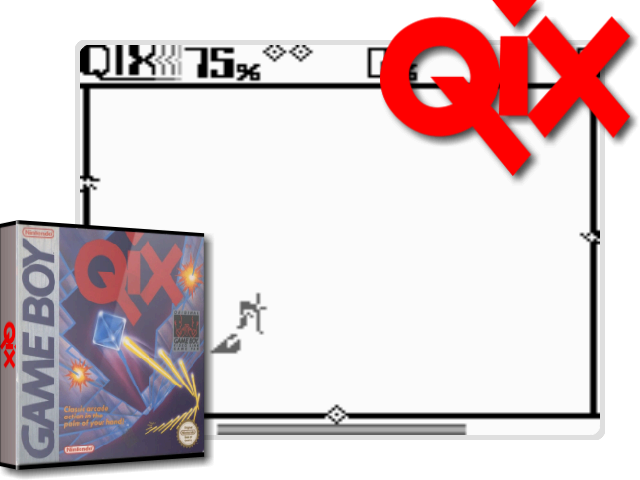 Qix
QIX 75%
Nintendo
GAME BOY
Qix
Qix
Classic arcade
action in the
palm of your hand!
Nintendo